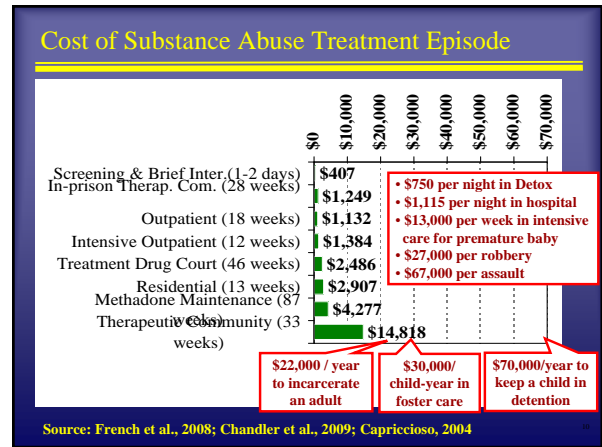 Cost of Substance Abuse Treatment Episode
$0
$10,000
$20,000
$30,000
$40,000
$50,000
$60,000
$70,000
Screening & Brief Inter.(1-2 days)
$407
In-prison Therap. Com. (28 weeks)
$1,249
Outpatient (18 weeks)
$1,132
Intensive Outpatient (12 weeks)
$1,384
Treatment Drug Court (46 weeks)
$2,486
Residential (13 weeks)
$2,907
Methadone Maintenance (87
weeks)
$4,277
Therapeutic Community (33
weeks)
$14,818
• $750 per night in Detox
• $1,115 per night in hospital
• $13,000 per week in intensive
care for premature baby
• $27,000 per robbery
• $67,000 per assault
$22,000 / year
to incarcerate
an adult
$30,000/
child-year in
foster care
$70,000/year to
keep a child in
detention
Source: French et al., 2008; Chandler et al., 2009; Capriccioso, 2004